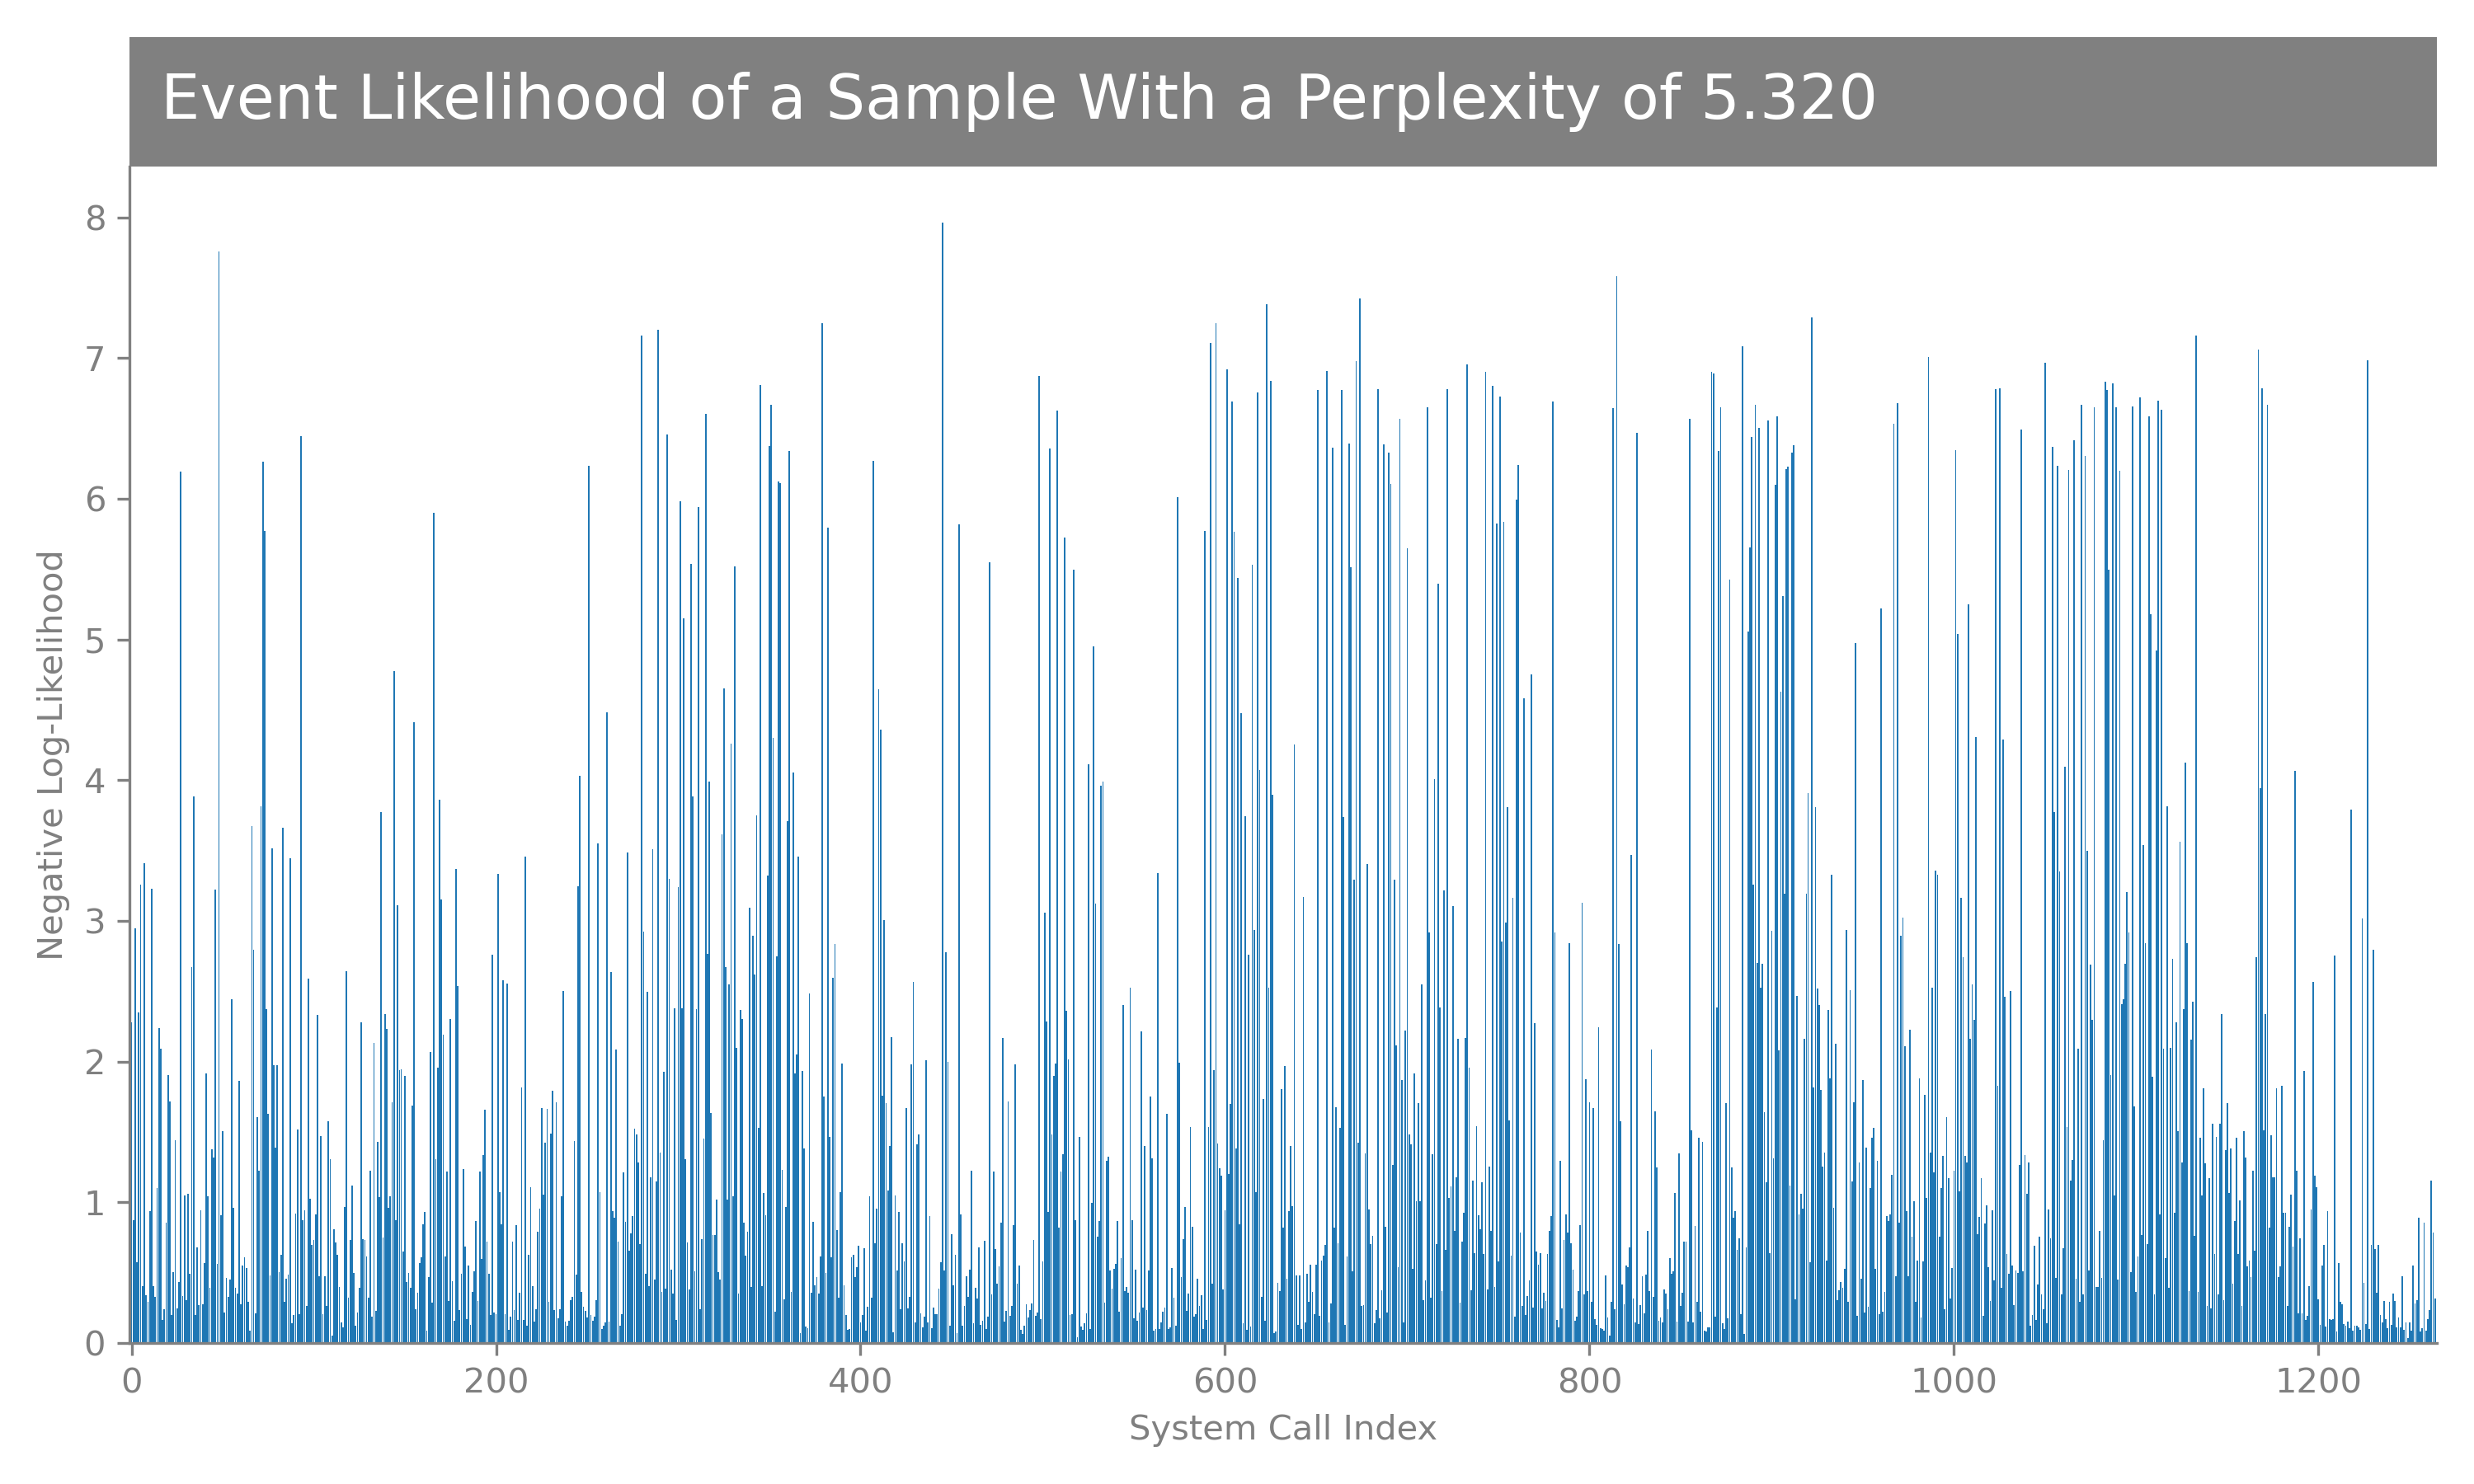 Event Likelihood of a Sample With a Perplexity of 5.320
8
7
6
5
4
3
2
1
0
Negative Log-Likelihood
0 200 400 600 800 1000 1200
System Call Index